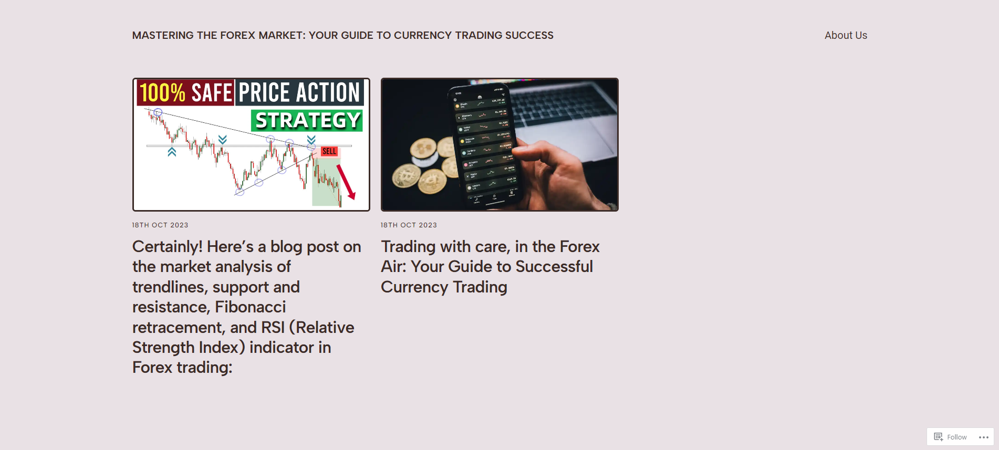 MASTERING THE FOREX MARKET: YOUR GUIDE TO CURRENCY TRADING SUCCESS
About Us
100% SAFE PRICE ACTION
STRATEGY
SELL
18TH OCT 2023
Certainly! Here’s a blog post on
the market analysis of
trendlines, support and
resistance, Fibonacci
retracement, and RSI (Relative
Strength Index) indicator in
Forex trading:
18TH OCT 2023
Trading with care, in the Forex
Air: Your Guide to Successful
Currency Trading
Follow